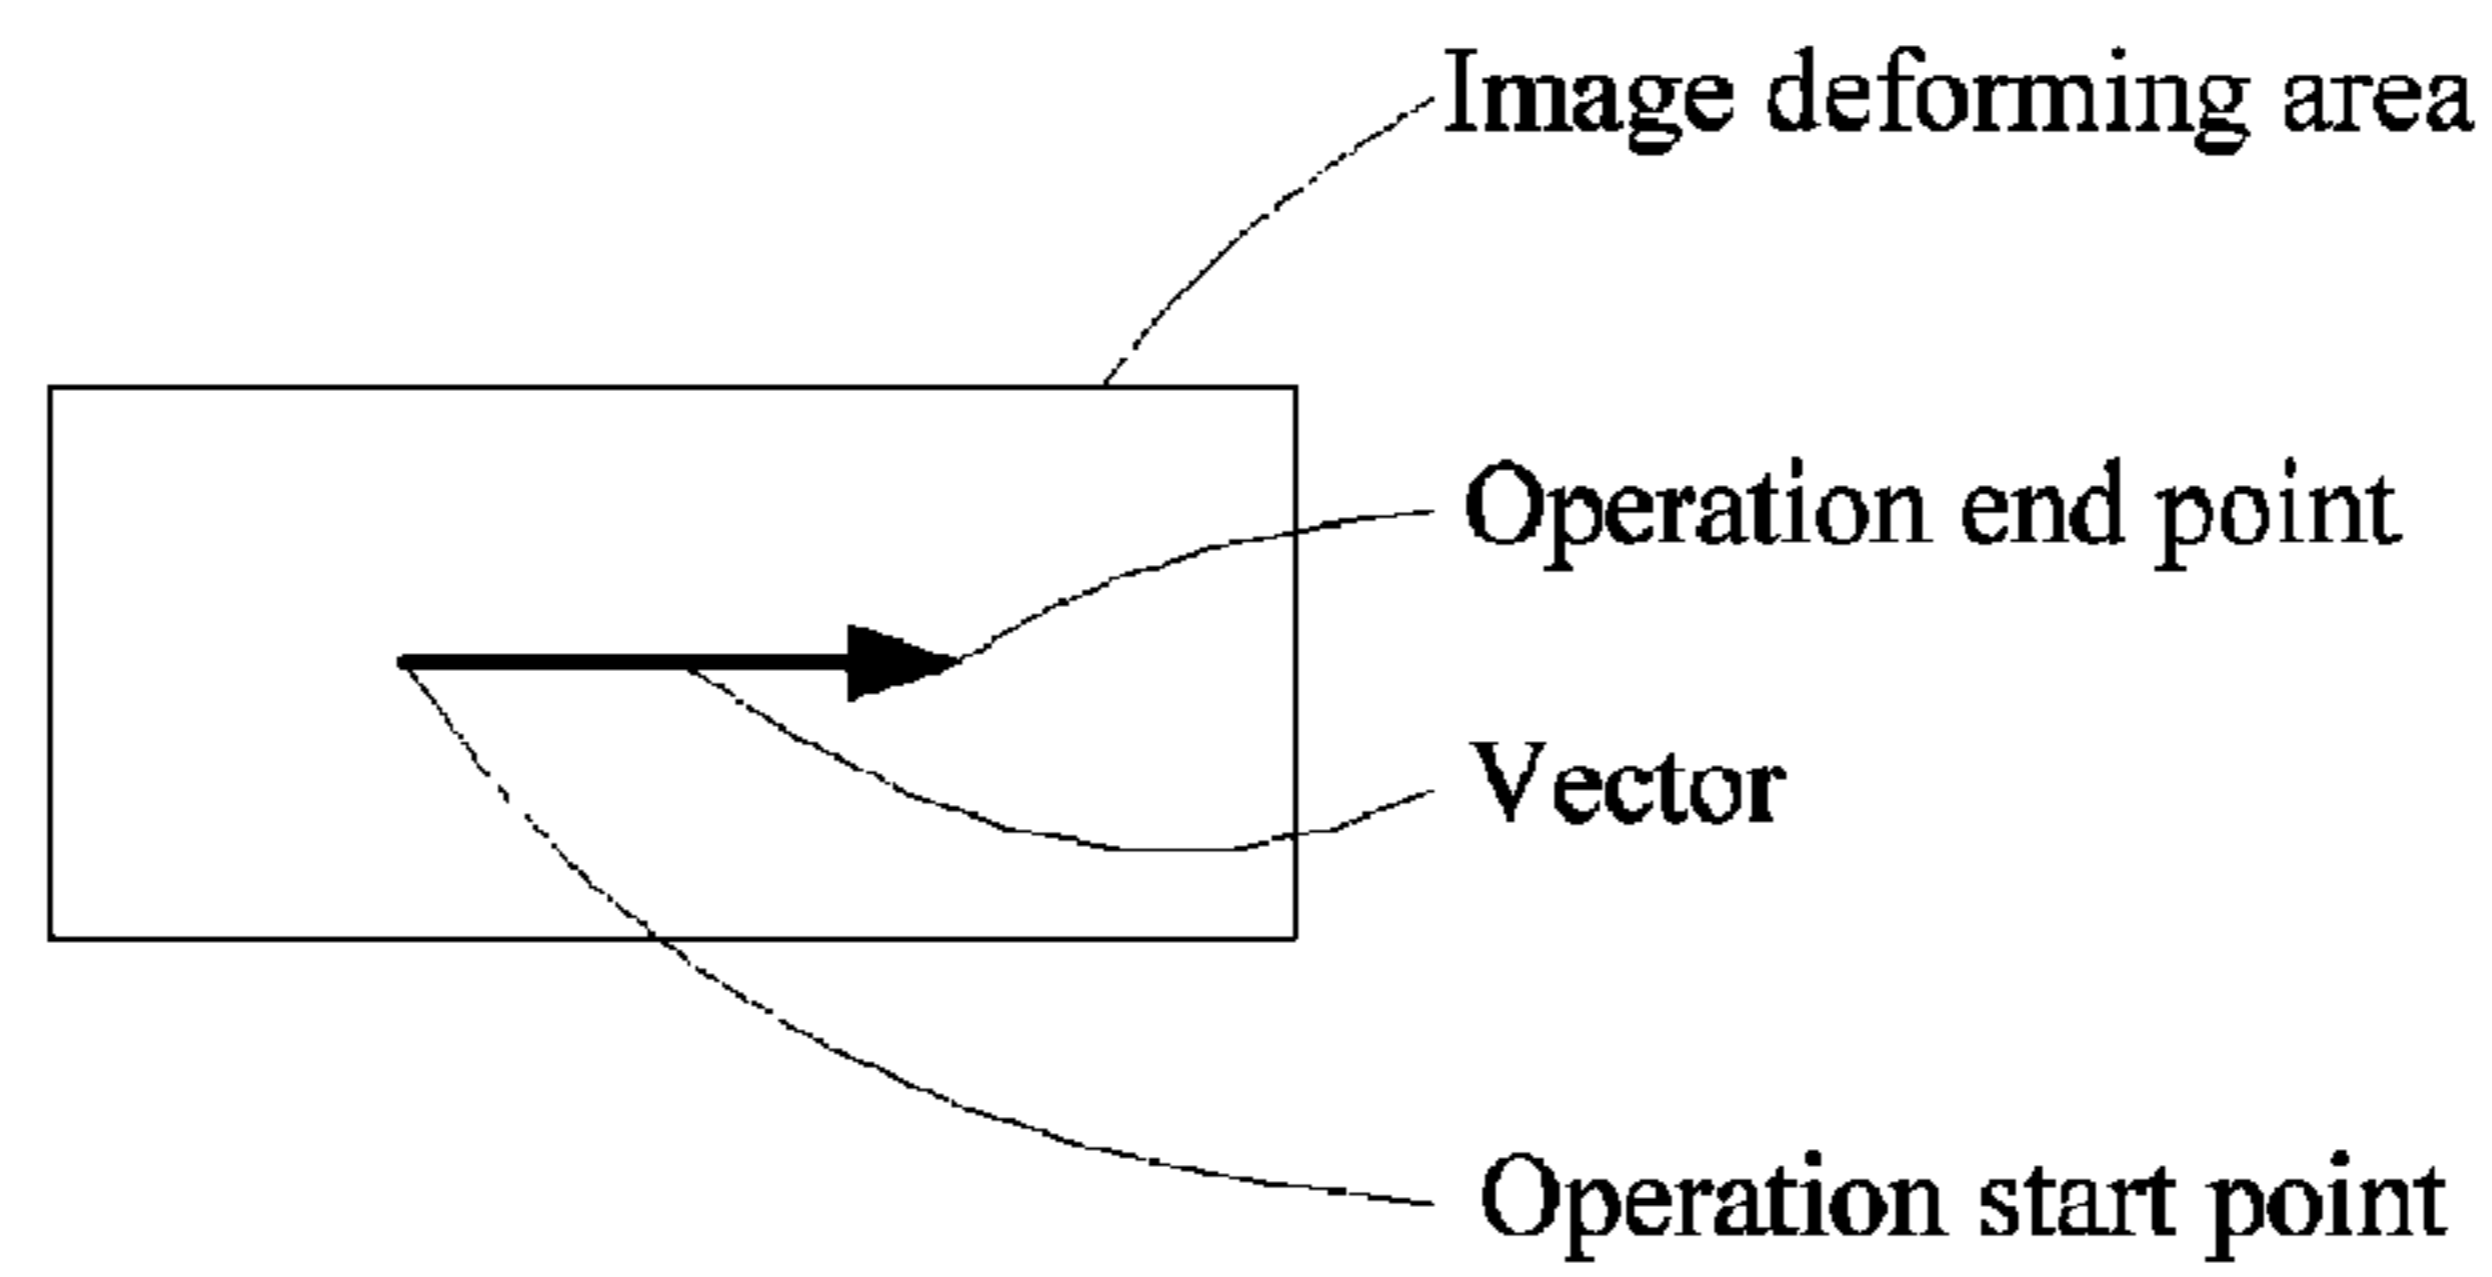 Image deforming area
Operation end point
Vector
Operation start point